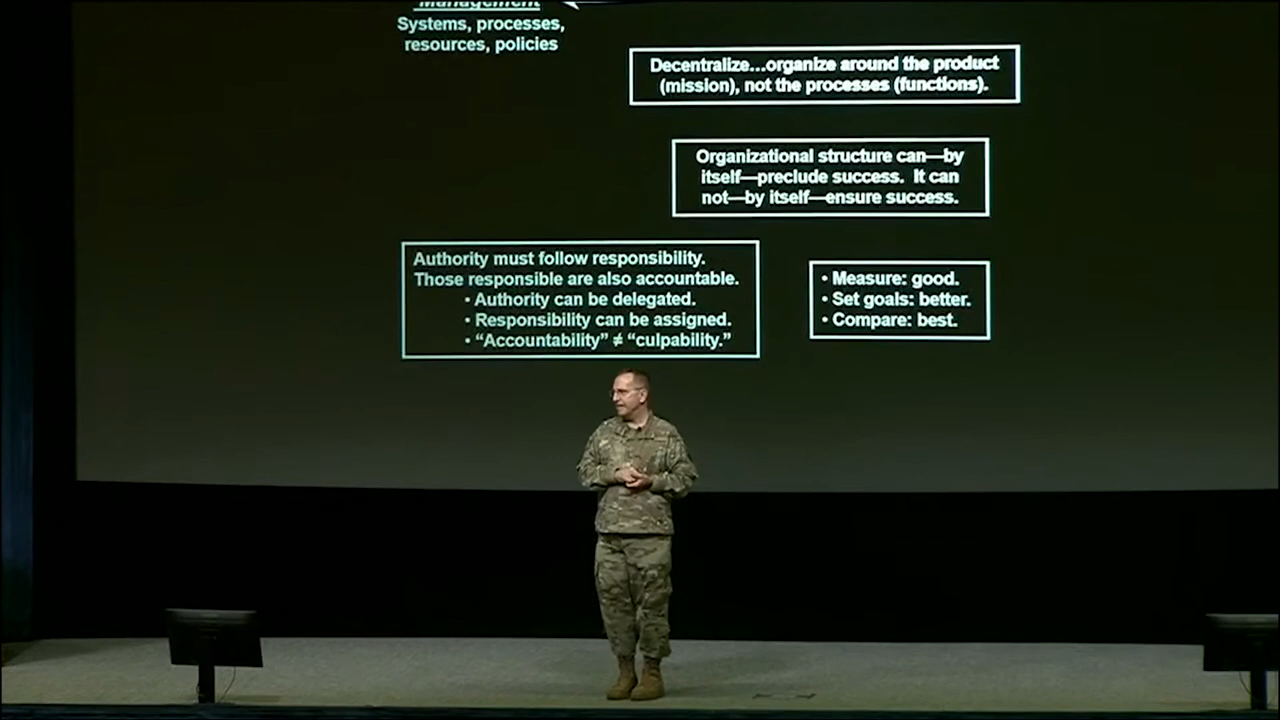 Management
Systems, processes,
resources, policies
Decentralize…organize around the product
(mission), not the processes (functions).
Organizational structure can—by
itself—preclude success. It can
not—by itself—ensure success.
Authority must follow responsibility.
Those responsible are also accountable.
• Authority can be delegated.
• Responsibility can be assigned.
• “Accountability” ≠ “culpability.”
• Measure: good.
• Set goals: better.
• Compare: best.